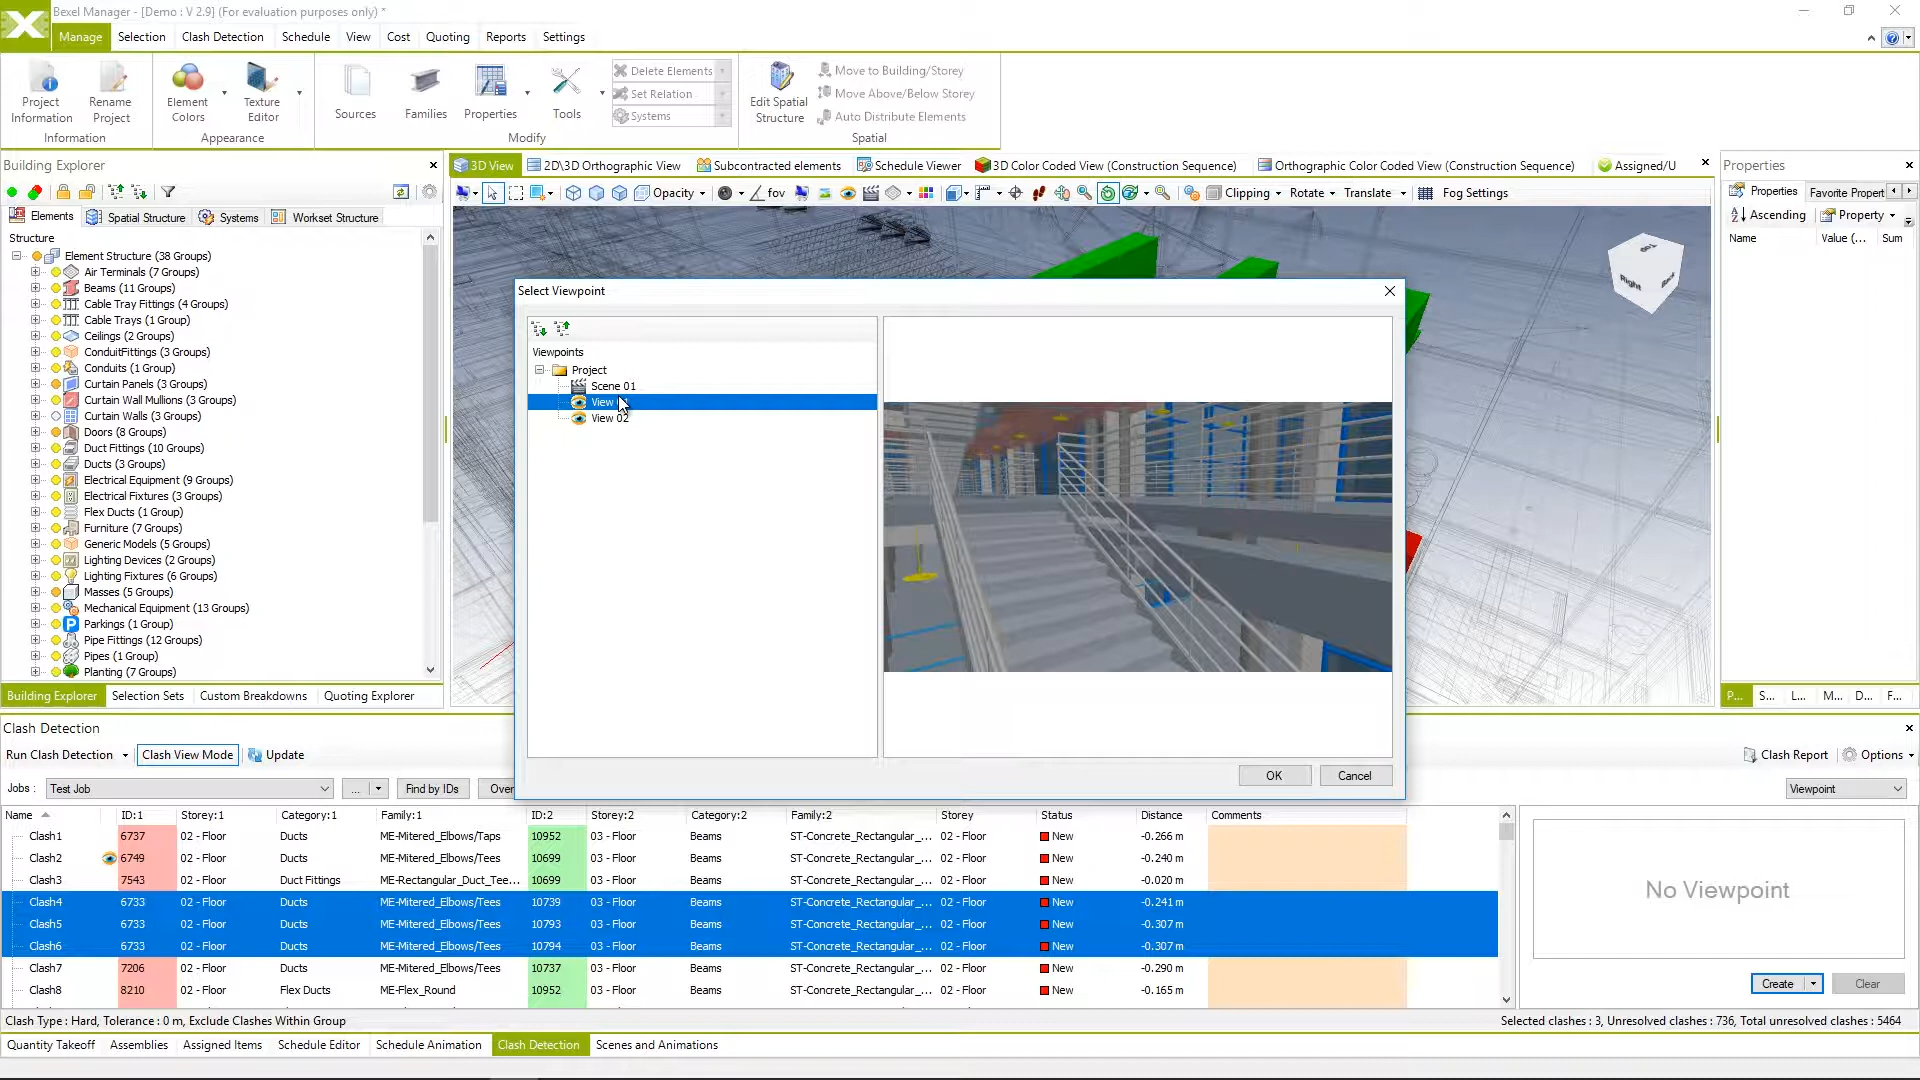 Bexel Manager - [Demo : V 2.9] (For evaluation purposes only) *
Manage Selection Clash Detection Schedule View Cost Quoting Reports Settings
Project Information
Rename Project
Element Colors
Texture Editor
Sources
Families
Properties
Tools
Delete Elements
Set Relation
Systems
Edit Spatial Structure
Move to Building/Storey
Move Above/Below Storey
Auto Distribute Elements
Information Appearance Modify Spatial
Building Explorer
3D View 2D\3D Orthographic View Subcontracted elements Schedule Viewer 3D Color Coded View (Construction Sequence) Orthographic Color Coded View (Construction Sequence) Assigned/U
Properties
Opacity fov Clipping Rotate Translate Fog Settings
Properties Favorite Propert
Elements Spatial Structure Systems Workset Structure
Ascending Property
Name Value (... Sum
Structure
Element Structure (38 Groups)
Air Terminals (7 Groups)
Beams (11 Groups)
Cable Tray Fittings (4 Groups)
Cable Trays (1 Group)
Ceilings (2 Groups)
ConduitFittings (3 Groups)
Conduits (1 Group)
Curtain Panels (3 Groups)
Curtain Wall Mullions (3 Groups)
Curtain Walls (3 Groups)
Doors (8 Groups)
Duct Fittings (10 Groups)
Ducts (3 Groups)
Electrical Equipment (9 Groups)
Electrical Fixtures (3 Groups)
Flex Ducts (1 Group)
Furniture (7 Groups)
Generic Models (5 Groups)
Lighting Devices (2 Groups)
Lighting Fixtures (6 Groups)
Masses (5 Groups)
Mechanical Equipment (13 Groups)
Parkings (1 Group)
Pipe Fittings (12 Groups)
Pipes (1 Group)
Planting (7 Groups)
Right
Select Viewpoint
Viewpoints
Project
Scene 01
View
View 02
OK Cancel
Building Explorer Selection Sets Custom Breakdowns Quoting Explorer
P... S... L... M... D... F...
Clash Detection
Run Clash Detection Clash View Mode Update
Clash Report Options
Jobs : Test Job ... Find by IDs Over
Viewpoint
Name ID:1 Storey:1 Category:1 Family:1 ID:2 Storey:2 Category:2 Family:2 Storey Status Distance Comments
Clash1 6737 02 - Floor Ducts ME-Mitered_Elbows/Taps 10952 03 - Floor Beams ST-Concrete_Rectangular_... 02 - Floor New -0.266 m
Clash2 6749 02 - Floor Ducts ME-Mitered_Elbows/Tees 10699 03 - Floor Beams ST-Concrete_Rectangular_... 02 - Floor New -0.240 m
Clash3 7543 02 - Floor Duct Fittings ME-Rectangular_Duct_Tee... 10699 03 - Floor Beams ST-Concrete_Rectangular_... 02 - Floor New -0.020 m
Clash4 6733 02 - Floor Ducts ME-Mitered_Elbows/Tees 10739 03 - Floor Beams ST-Concrete_Rectangular_... 02 - Floor New -0.241 m
Clash5 6733 02 - Floor Ducts ME-Mitered_Elbows/Tees 10793 03 - Floor Beams ST-Concrete_Rectangular_... 02 - Floor New -0.307 m
Clash6 6733 02 - Floor Ducts ME-Mitered_Elbows/Tees 10794 03 - Floor Beams ST-Concrete_Rectangular_... 02 - Floor New -0.307 m
Clash7 7206 02 - Floor Ducts ME-Mitered_Elbows/Tees 10737 03 - Floor Beams ST-Concrete_Rectangular_... 02 - Floor New -0.290 m
Clash8 8210 02 - Floor Flex Ducts ME-Flex_Round 10952 03 - Floor Beams ST-Concrete_Rectangular_... 02 - Floor New -0.165 m
No Viewpoint
Create Clear
Clash Type : Hard, Tolerance : 0 m, Exclude Clashes Within Group
Selected clashes : 3, Unresolved clashes : 736, Total unresolved clashes : 5464
Quantity Takeoff Assemblies Assigned Items Schedule Editor Schedule Animation Clash Detection Scenes and Animations